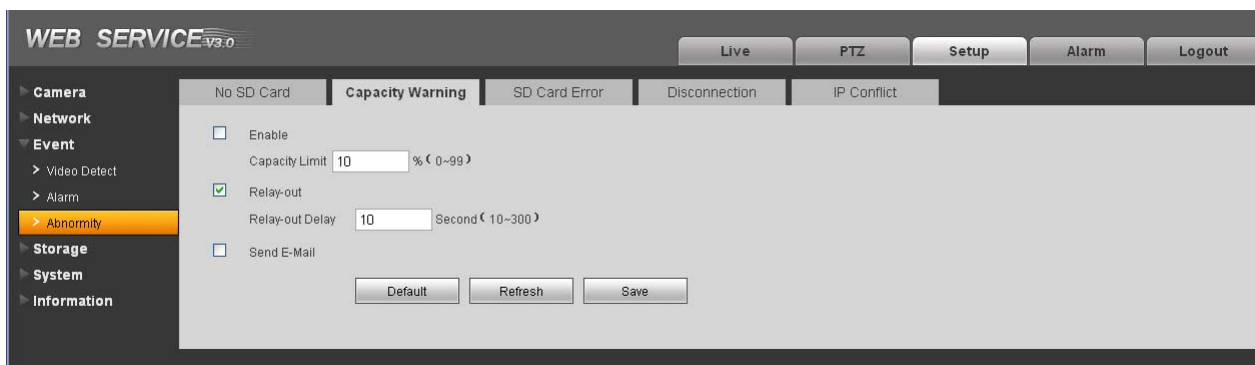 WEB SERVICE V3.0
Live PTZ Setup Alarm Logout
Camera
Network
Event
> Video Detect
> Alarm
> Abnormity
Storage
System
Information
No SD Card Capacity Warning SD Card Error Disconnection IP Conflict
Enable
Capacity Limit 10 % ( 0~99 )
Relay-out
Relay-out Delay 10 Second ( 10~300 )
Send E-Mail
Default Refresh Save